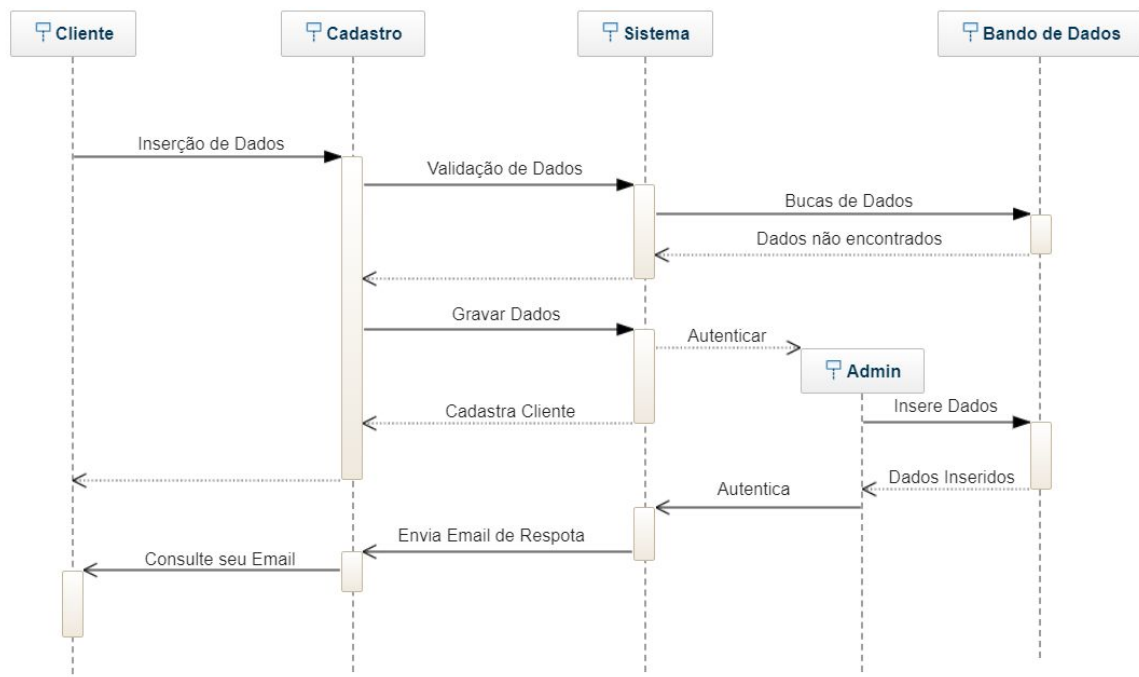 Cliente
Cadastro
Sistema
Bando de Dados
Inserção de Dados
Validação de Dados
Bucas de Dados
Dados não encontrados
Gravar Dados
Autenticar
Admin
Cadastra Cliente
Insere Dados
Dados Inseridos
Autentica
Envia Email de Respota
Consulte seu Email